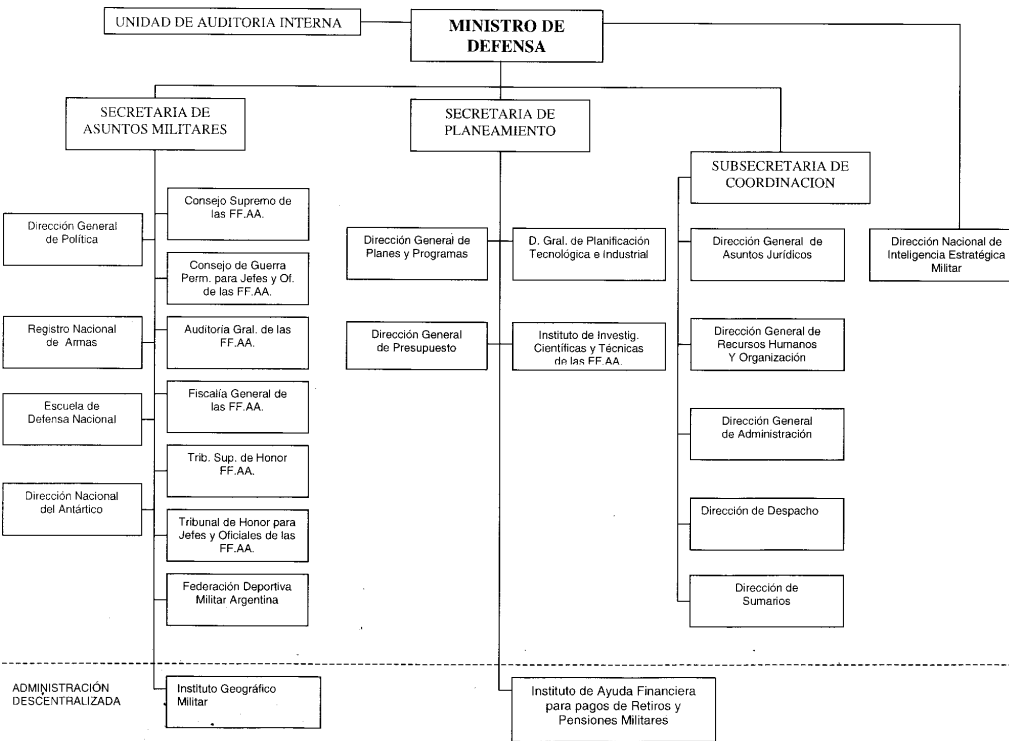 UNIDAD DE AUDITORIA INTERNA
MINISTRO DE
DEFENSA
SECRETARIA DE
ASUNTOS MILITARES
SECRETARIA DE
PLANEAMIENTO
SUBSECRETARIA DE
COORDINACION
Consejo Supremo de
las FF.AA.
Dirección General
de Política
Consejo de Guerra
Perm. para Jefes y Of.
de las FF.AA.
Registro Nacional
de Armas
Auditoría Gral. de las
FF.AA.
Escuela de
Defensa Nacional
Fiscalía General de
las FF.AA.
Trib. Sup. de Honor
FF.AA.
Dirección Nacional
del Antártico
Tribunal de Honor para
Jefes y Oficiales de las
FF.AA.
Federación Deportiva
Militar Argentina
Dirección General de
Planes y Programas
D. Gral. de Planificación
Tecnológica e Industrial
Dirección General
de Presupuesto
Instituto de Investig.
Científicas y Técnicas
de las FF.AA.
Dirección General de
Asuntos Jurídicos
Dirección General de
Recursos Humanos
Y Organización
Dirección General
de Administración
Dirección de Despacho
Dirección de
Sumarios
Dirección Nacional de
Inteligencia Estratégica
Militar
ADMINISTRACIÓN
DESCENTRALIZADA
Instituto Geográfico
Militar
Instituto de Ayuda Financiera
para pagos de Retiros y
Pensiones Militares